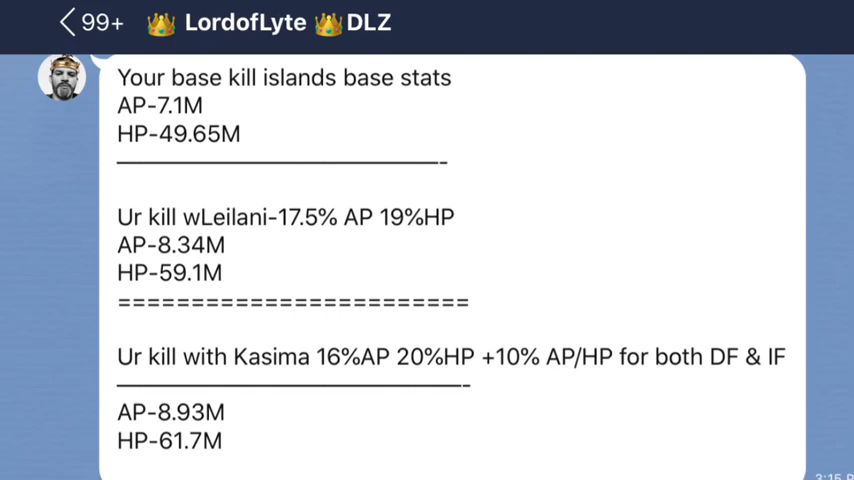 99+ 👑 LordofLyte 👑DLZ
Your base kill islands base stats
AP-7.1M
HP-49.65M
———————————————-
Ur kill wLeilani-17.5% AP 19%HP
AP-8.34M
HP-59.1M
========================
Ur kill with Kasima 16%AP 20%HP +10% AP/HP for both DF & IF
—————————————————-
AP-8.93M
HP-61.7M